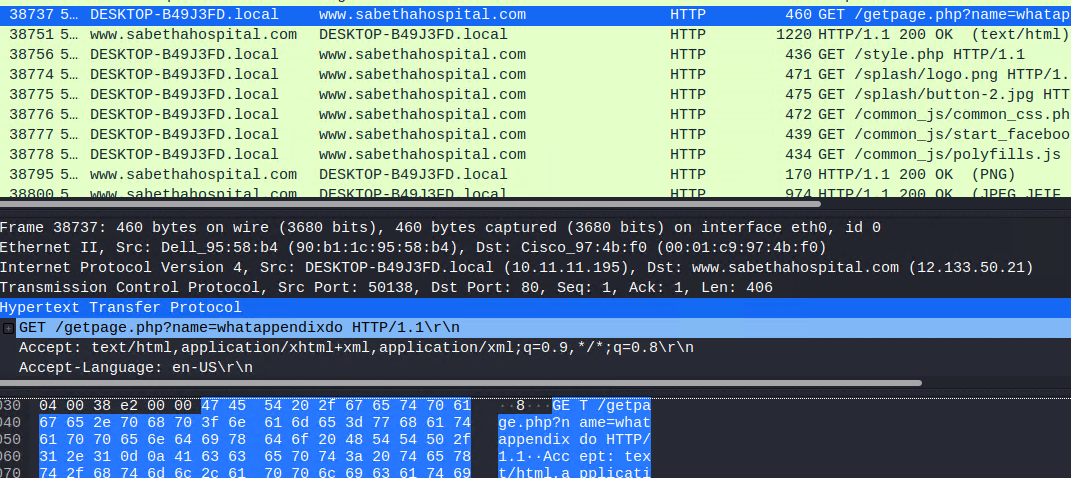 38737 5… DESKTOP-B49J3FD.local www.sabethahospital.com HTTP 460 GET /getpage.php?name=whatap
38751 5… www.sabethahospital.com DESKTOP-B49J3FD.local HTTP 1220 HTTP/1.1 200 OK (text/html)
38756 5… DESKTOP-B49J3FD.local www.sabethahospital.com HTTP 436 GET /style.php HTTP/1.1
38774 5… DESKTOP-B49J3FD.local www.sabethahospital.com HTTP 471 GET /splash/logo.png HTTP/1.
38775 5… DESKTOP-B49J3FD.local www.sabethahospital.com HTTP 475 GET /splash/button-2.jpg HTT
38776 5… DESKTOP-B49J3FD.local www.sabethahospital.com HTTP 472 GET /common_js/common_css.ph
38777 5… DESKTOP-B49J3FD.local www.sabethahospital.com HTTP 439 GET /common_js/start_faceboo
38778 5… DESKTOP-B49J3FD.local www.sabethahospital.com HTTP 434 GET /common_js/polyfills.js
38795 5… www.sabethahospital.com DESKTOP-B49J3FD.local HTTP 170 HTTP/1.1 200 OK (PNG)
38800 5… www.sabethahospital.com DESKTOP-B49J3FD.local HTTP 974 HTTP/1.1 200 OK (JPEG JFIF
Frame 38737: 460 bytes on wire (3680 bits), 460 bytes captured (3680 bits) on interface eth0, id 0
Ethernet II, Src: Dell_95:58:b4 (90:b1:1c:95:58:b4), Dst: Cisco_97:4b:f0 (00:01:c9:97:4b:f0)
Internet Protocol Version 4, Src: DESKTOP-B49J3FD.local (10.11.11.195), Dst: www.sabethahospital.com (12.133.50.21)
Transmission Control Protocol, Src Port: 50138, Dst Port: 80, Seq: 1, Ack: 1, Len: 406
Hypertext Transfer Protocol
GET /getpage.php?name=whatappendixdo HTTP/1.1\r\n
Accept: text/html,application/xhtml+xml,application/xml;q=0.9,*/*;q=0.8\r\n
Accept-Language: en-US\r\n
030 04 00 38 e2 00 00 47 45 54 20 2f 67 65 74 70 61 ··8···GE T /getpa
040 67 65 2e 70 68 70 3f 6e 61 6d 65 3d 77 68 61 74 ge.php?n ame=what
050 61 70 70 65 6e 64 69 78 64 6f 20 48 54 54 50 2f appendix do HTTP/
060 31 2e 31 0d 0a 41 63 63 65 70 74 3a 20 74 65 78 1.1··Acc ept: tex
070 74 2f 68 74 6d 6c 2c 61 70 70 6c 69 63 61 74 69 t/html,a pplicati